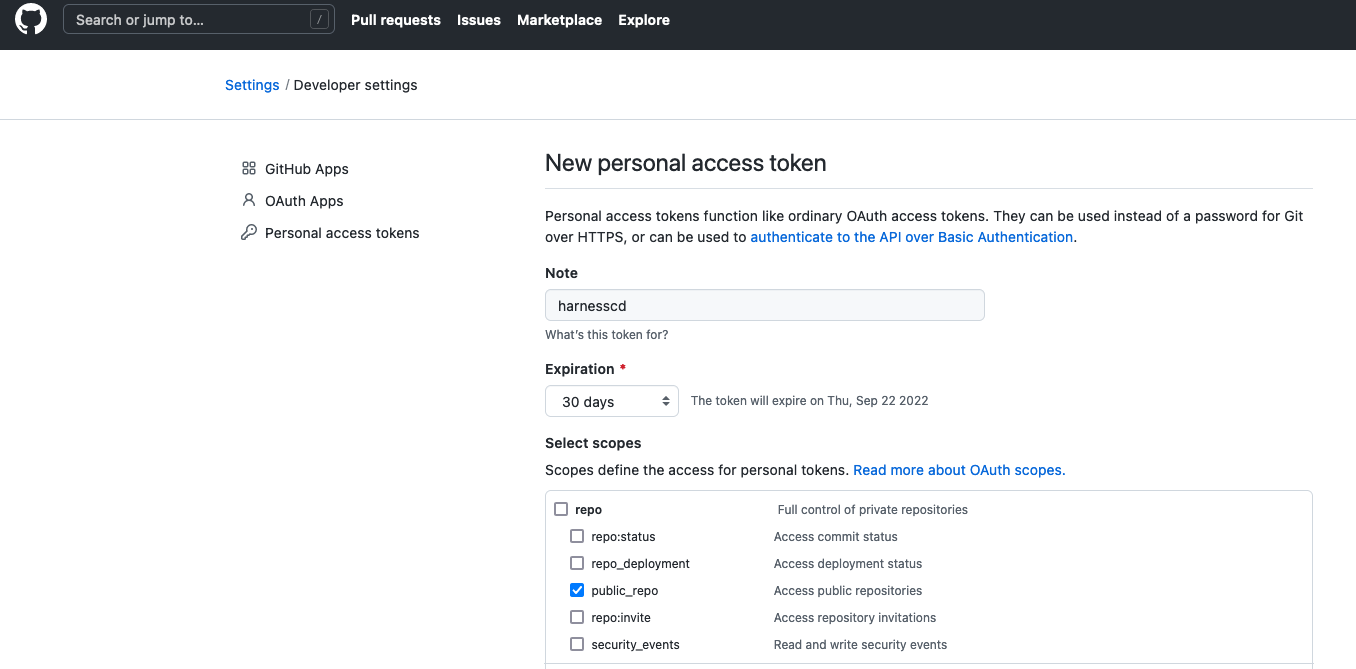 Search or jump to...
/
Pull requests Issues Marketplace Explore
Settings / Developer settings
GitHub Apps
OAuth Apps
Personal access tokens
New personal access token
Personal access tokens function like ordinary OAuth access tokens. They can be used instead of a password for Git
over HTTPS, or can be used to authenticate to the API over Basic Authentication.
Note
harnesscd
What's this token for?
Expiration *
30 days The token will expire on Thu, Sep 22 2022
Select scopes
Scopes define the access for personal tokens. Read more about OAuth scopes.
repo Full control of private repositories
repo:status Access commit status
repo_deployment Access deployment status
public_repo Access public repositories
repo:invite Access repository invitations
security_events Read and write security events